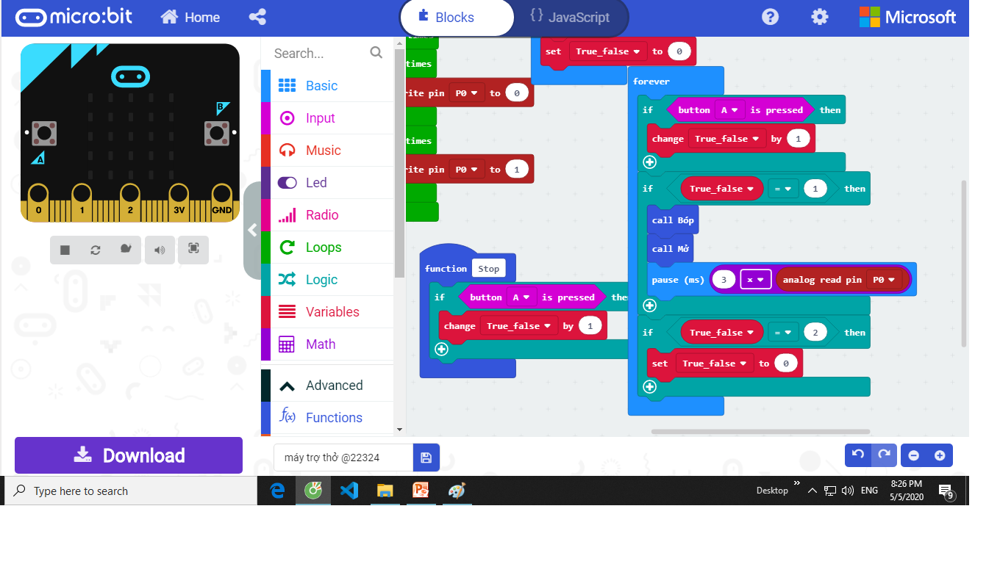 micro:bit Home Blocks { } JavaScript ? Microsoft
Search...
Basic
Input
Music
Led
Radio
Loops
Logic
Variables
Math
Advanced
f(x) Functions
A
B
0 1 2 3V GND
Download
times
times
rite pin P0 to 0
times
rite pin P0 to 1
function Stop
if button A is pressed the
change True_false by 1
set True_false to 0
forever
if button A is pressed then
change True_false by 1
if True_false = 1 then
call Bóp
call Mở
pause (ms) 3 x analog read pin P0
if True_false = 2 then
set True_false to 0
máy trợ thở @22324
Type here to search
Desktop
ENG
8:26 PM
5/5/2020
9